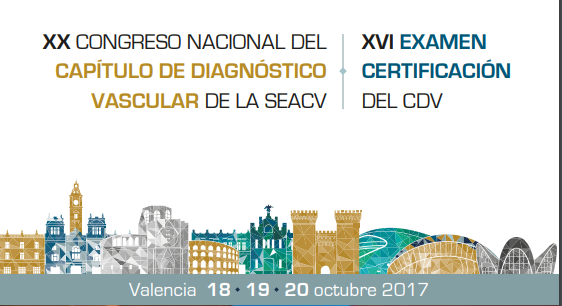 XX CONGRESO NACIONAL DEL
CAPÍTULO DE DIAGNÓSTICO
VASCULAR DE LA SEACV
XVI EXAMEN
CERTIFICACIÓN
DEL CDV
Valencia 18 · 19 · 20 octubre 2017